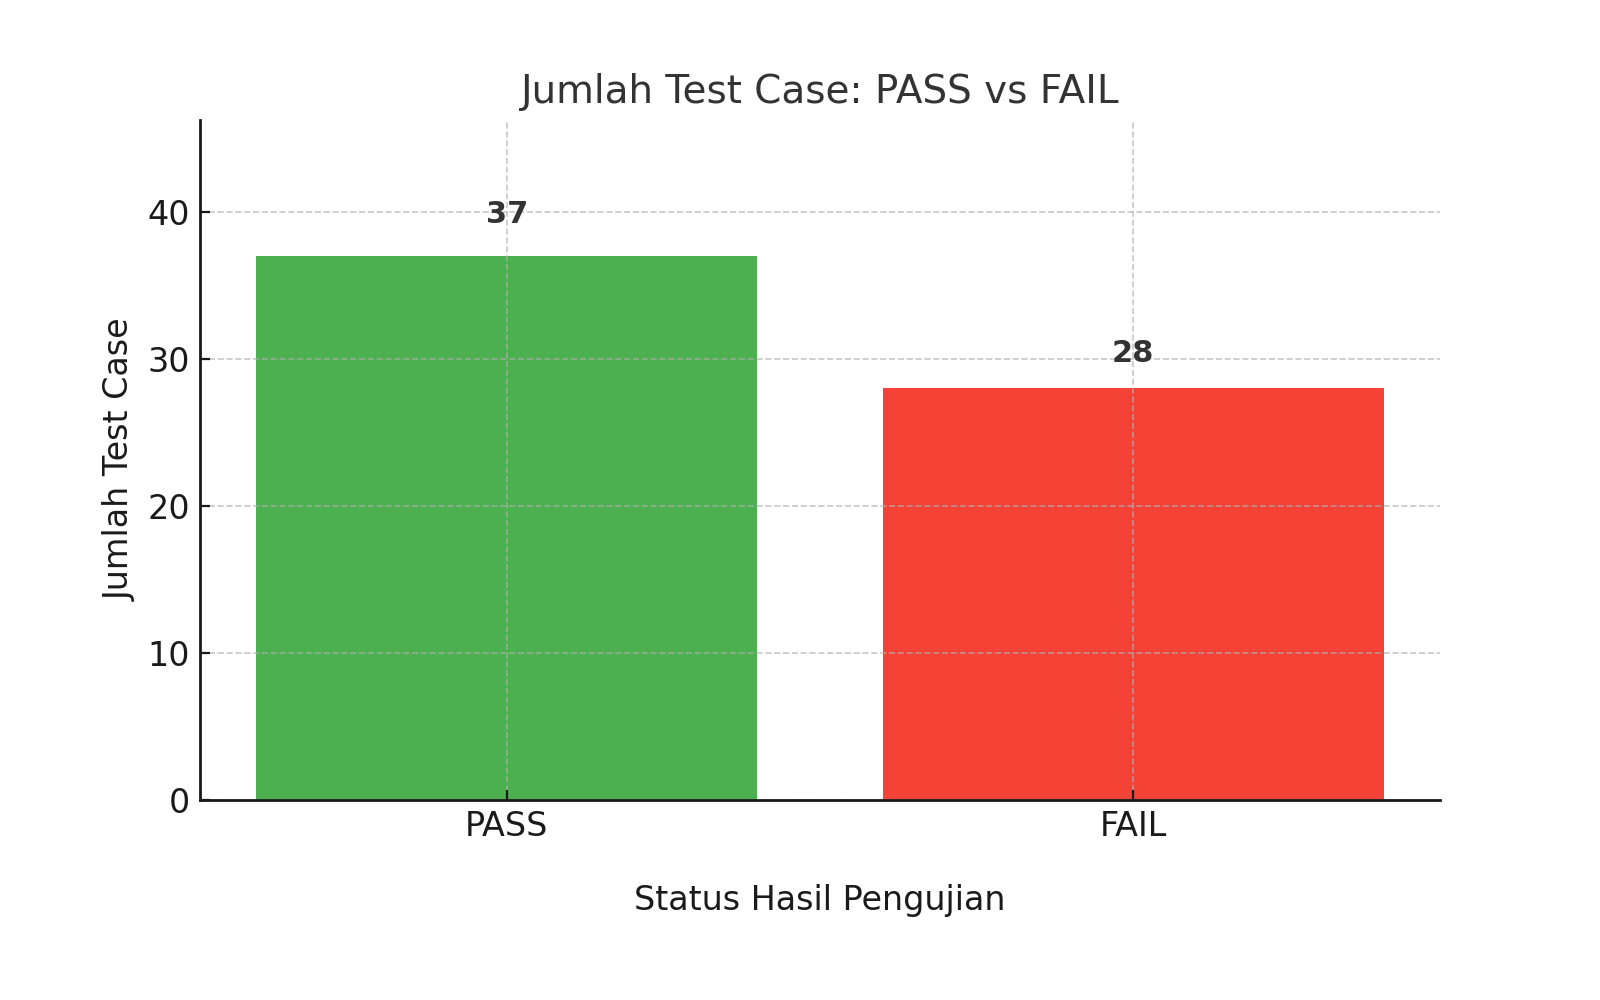 Jumlah Test Case: PASS vs FAIL
Jumlah Test Case
40
30
20
10
0
37
28
PASS
FAIL
Status Hasil Pengujian